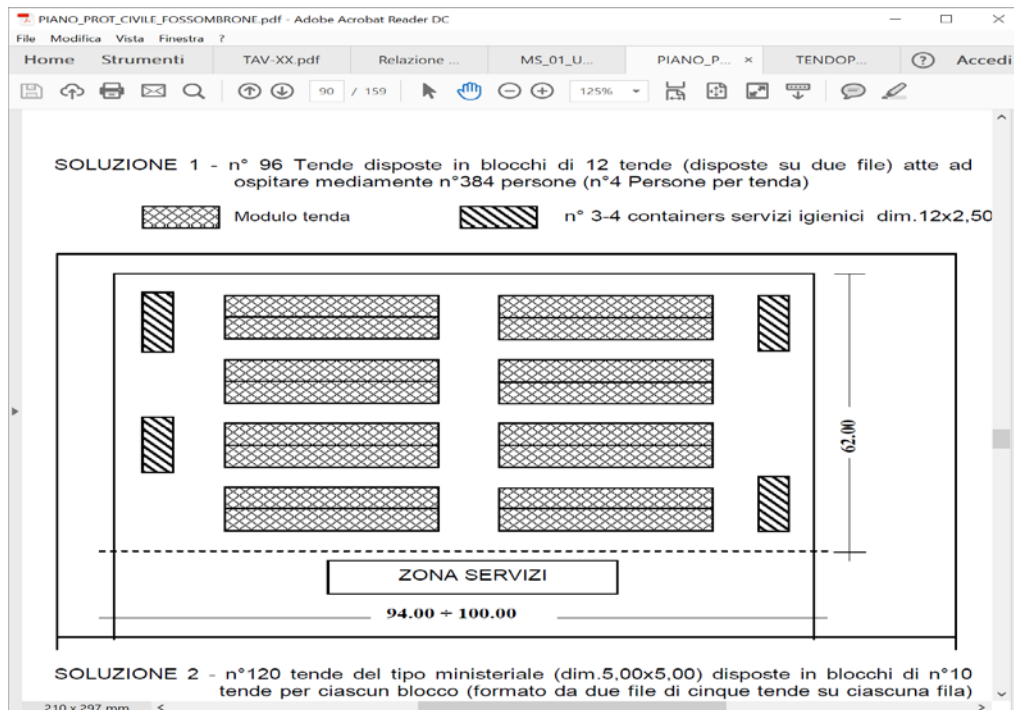 PIANO_PROT_CIVILE_FOSSOMBRONE.pdf - Adobe Acrobat Reader DC
File Modifica Vista Finestra ?
Home Strumenti TAV-XX.pdf Relazione ... MS_01_U... PIANO_P... × TENDOP... ? Accedi
90 / 159 125%
SOLUZIONE 1 - n° 96 Tende disposte in blocchi di 12 tende (disposte su due file) atte ad
ospitare mediamente n°384 persone (n°4 Persone per tenda)
Modulo tenda n° 3-4 containers servizi igienici dim.12x2,50
62.00
ZONA SERVIZI
94.00 ÷ 100.00
SOLUZIONE 2 - n°120 tende del tipo ministeriale (dim.5,00x5,00) disposte in blocchi di n°10
tende per ciascun blocco (formato da due file di cinque tende su ciascuna fila)
210 x 297 mm